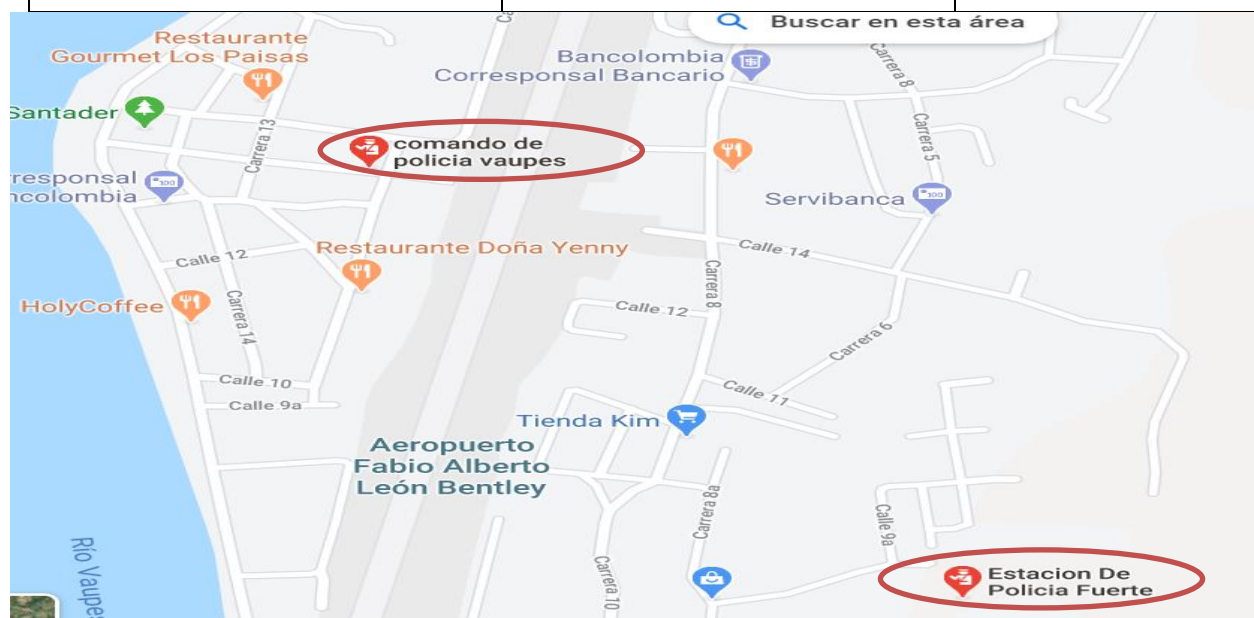 Buscar en esta área
Restaurante
Gourmet Los Paisas
Bancolombia
Corresponsal Bancario
Carrera 8
Santader
Carrera 13
comando de
policia vaupes
Carrera 5
responsal
ncolombia
100
Servibanca
100
Calle 12
Restaurante Doña Yenny
Calle 14
Carrera 8
HolyCoffee
Carrera 14
Calle 12
Carrera 6
Calle 10
Calle 9a
Calle 11
Tienda Kim
Aeropuerto
Fabio Alberto
León Bentley
Carrera 8a
Calle 9a
Río Vaupes
Carrera 10
Estacion De
Policia Fuerte